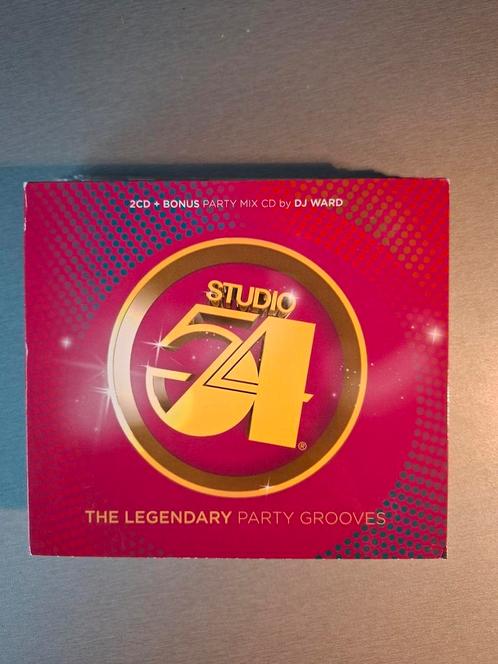 2CD + BONUS PARTY MIX CD by DJ WARD
STUDIO
54®
THE LEGENDARY PARTY GROOVES